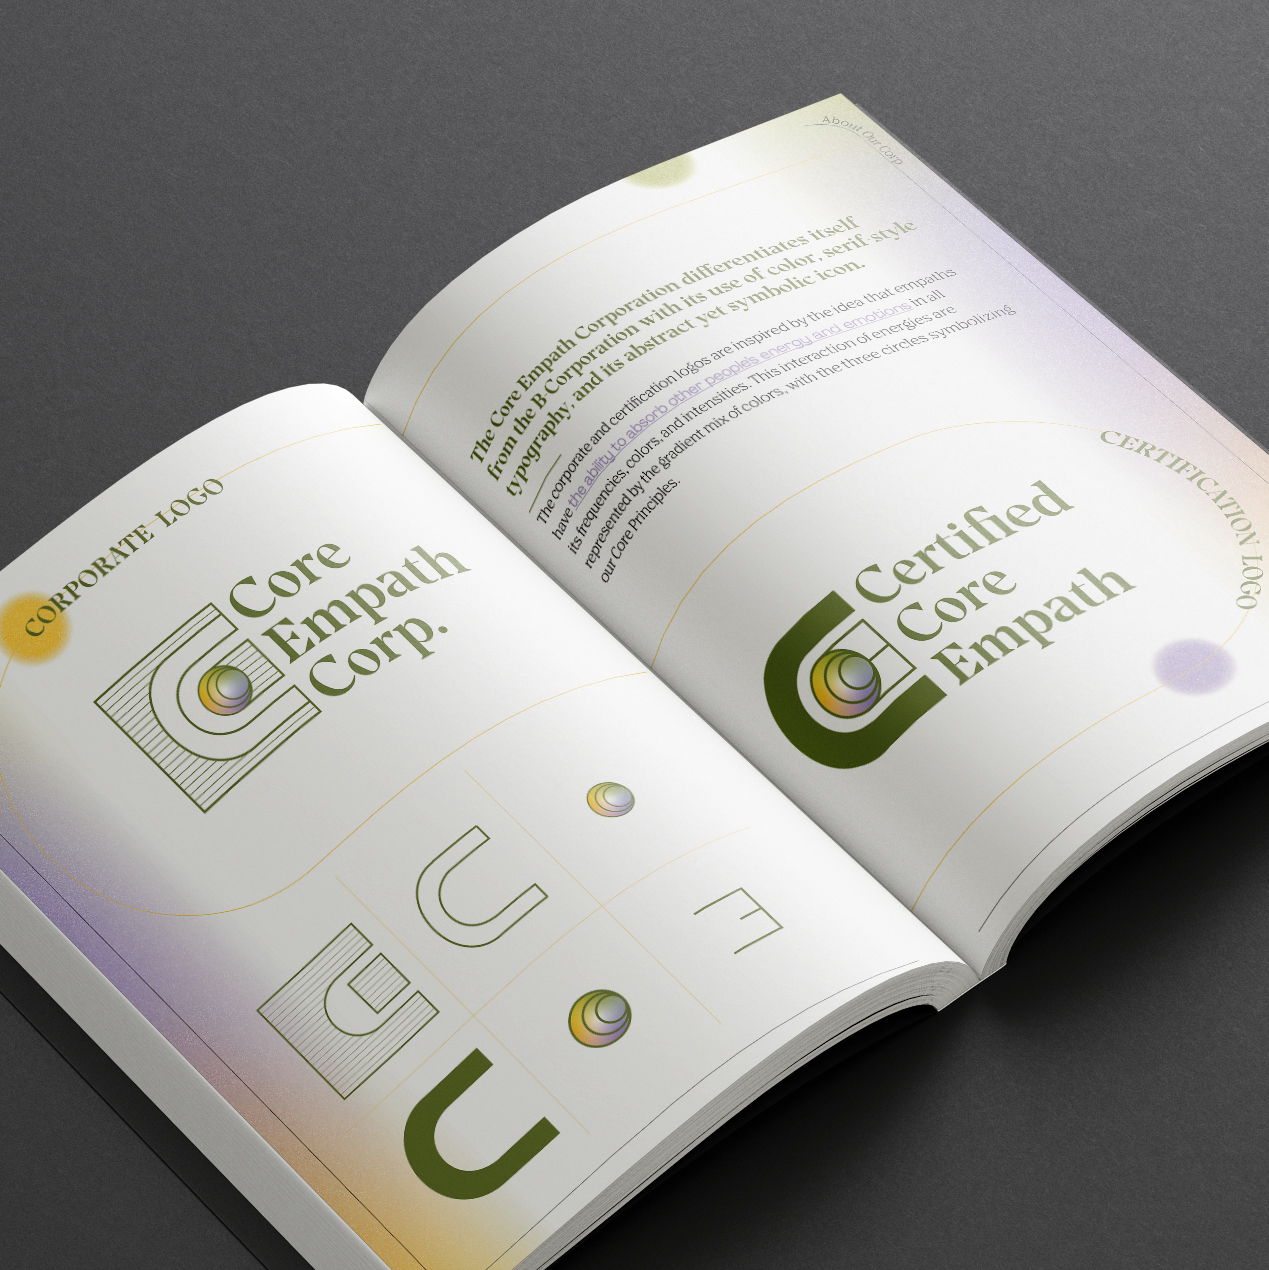 CORPORATE LOGO
Core
Empath
Corp.
About Our Corp
The Core Empath Corporation differentiates itself
from the B Corporation with its use of color, serif style
typography, and its abstract yet symbolic icon.
The corporate and certification logos are inspired by the idea that empaths
have the ability to absorb other people's energy and emotions in all
its frequencies, colors, and intensities. This interaction of energies are
represented by the gradient mix of colors, with the three circles symbolizing
our Core Principles.
CERTIFICATION LOGO
Certified
Core
Empath